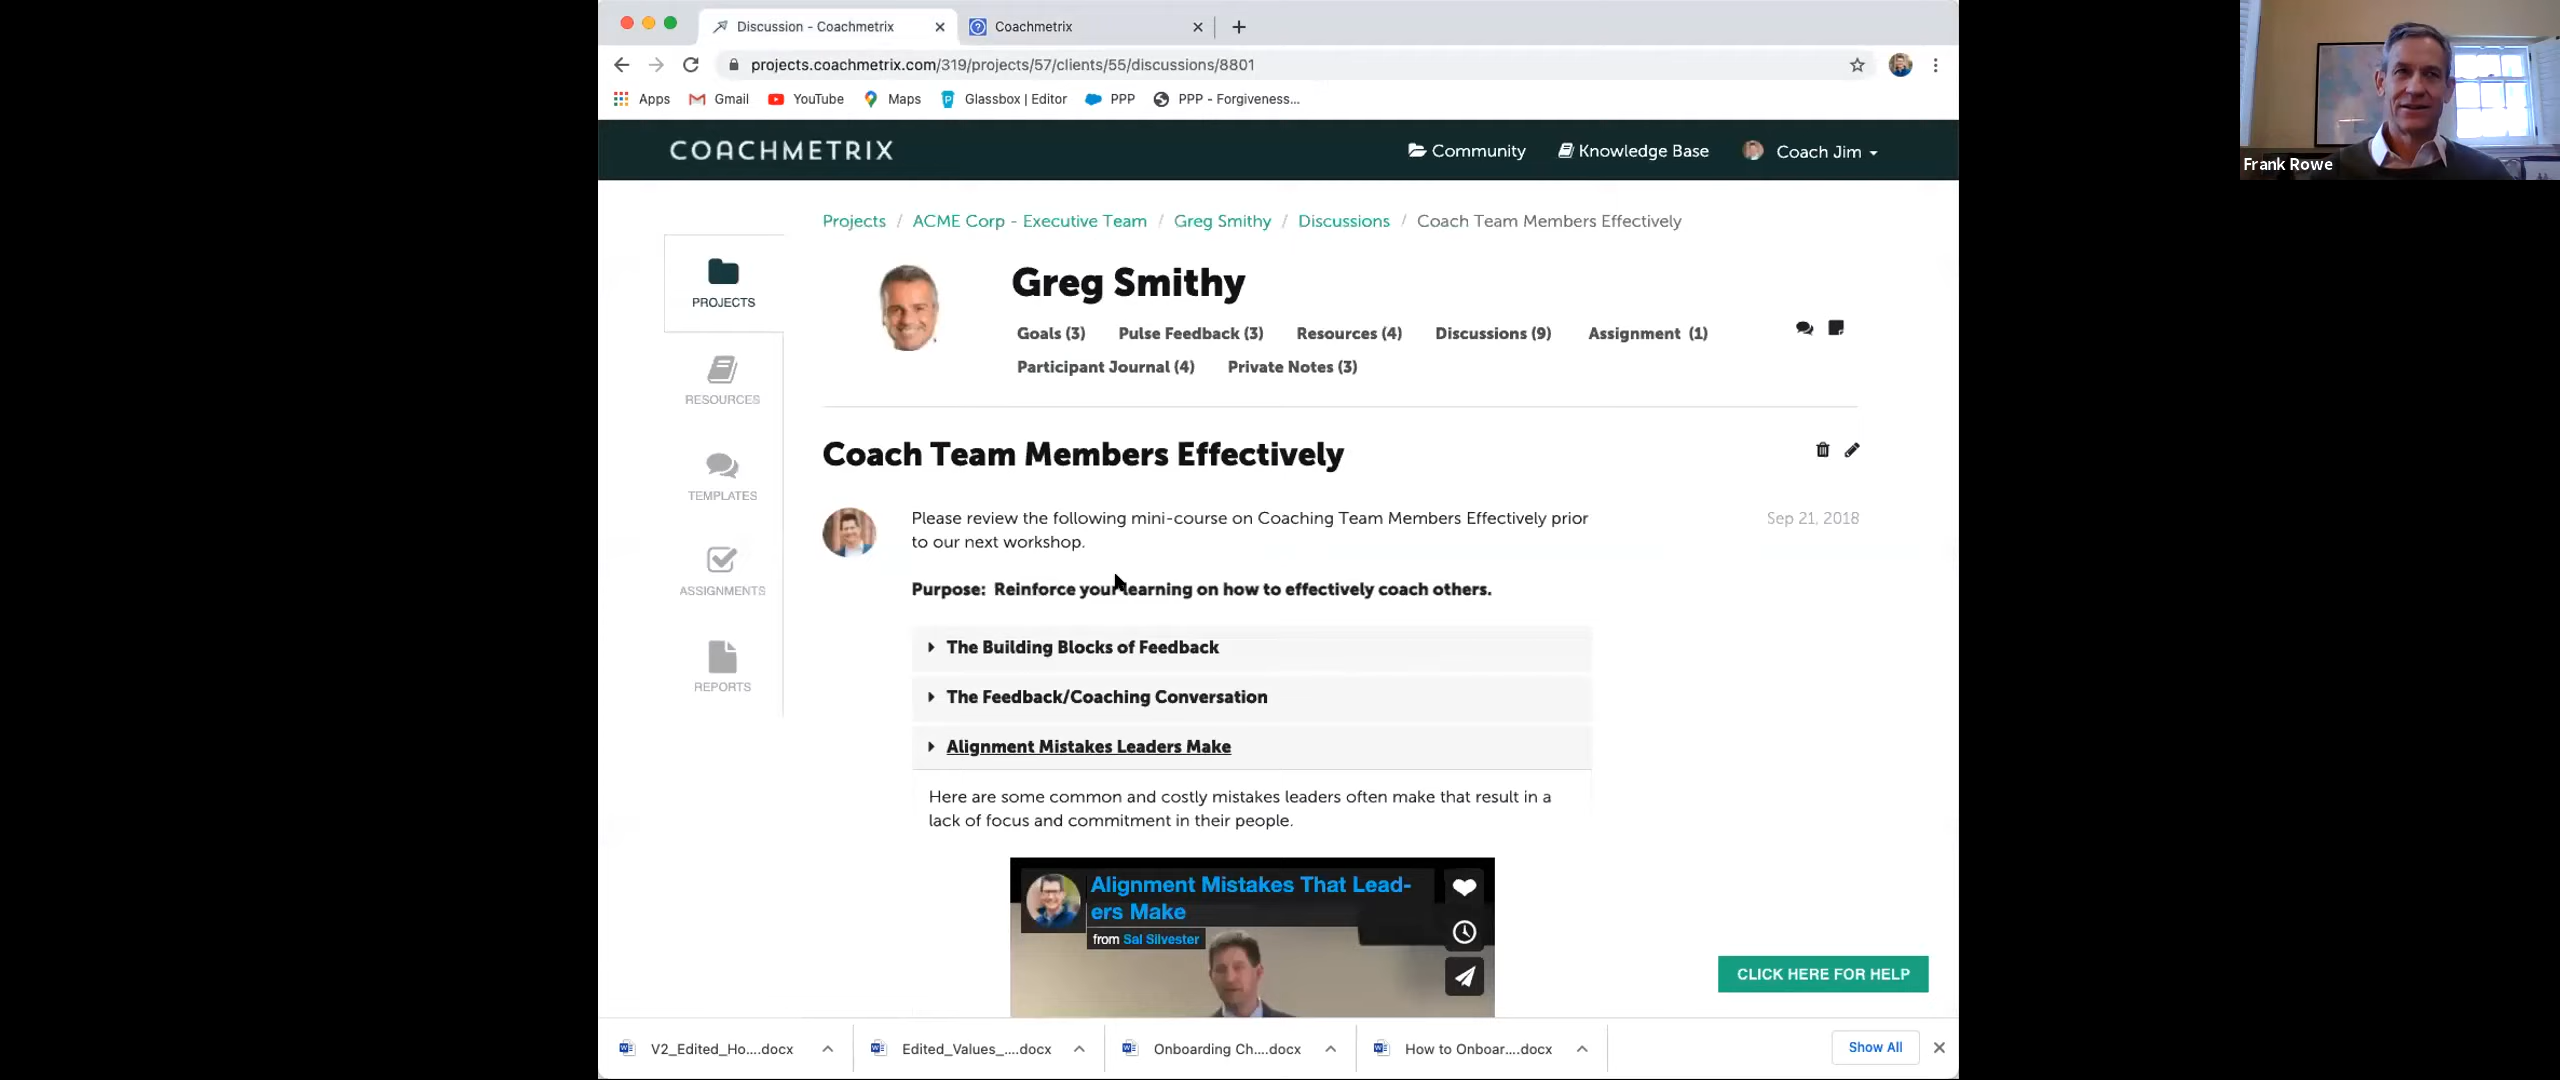 Discussion - Coachmetrix
Coachmetrix
projects.coachmetrix.com/319/projects/57/clients/55/discussions/8801
Apps Gmail YouTube Maps Glassbox | Editor PPP PPP - Forgiveness...
COACHMETRIX
Community Knowledge Base Coach Jim
Frank Rowe
Projects / ACME Corp - Executive Team / Greg Smithy / Discussions / Coach Team Members Effectively
PROJECTS
RESOURCES
TEMPLATES
ASSIGNMENTS
REPORTS
Greg Smithy
Goals (3) Pulse Feedback (3) Resources (4) Discussions (9) Assignment (1)
Participant Journal (4) Private Notes (3)
Coach Team Members Effectively
Please review the following mini-course on Coaching Team Members Effectively prior
to our next workshop.
Sep 21, 2018
Purpose: Reinforce your learning on how to effectively coach others.
The Building Blocks of Feedback
The Feedback/Coaching Conversation
Alignment Mistakes Leaders Make
Here are some common and costly mistakes leaders often make that result in a
lack of focus and commitment in their people.
Alignment Mistakes That Lead-
ers Make
from Sal Silvester
CLICK HERE FOR HELP
V2_Edited_Ho....docx Edited_Values_....docx Onboarding Ch....docx How to Onboar....docx Show All